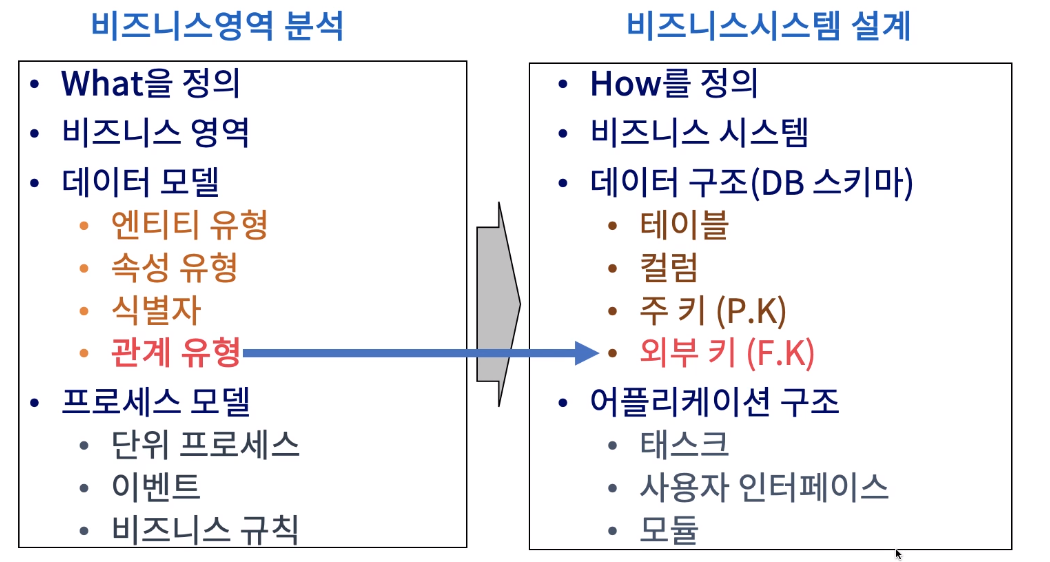 비즈니스영역 분석
• What을 정의
• 비즈니스 영역
• 데이터 모델
• 엔티티 유형
• 속성 유형
• 식별자
• 관계 유형
• 프로세스 모델
• 단위 프로세스
• 이벤트
• 비즈니스 규칙
비즈니스시스템 설계
• How를 정의
• 비즈니스 시스템
• 데이터 구조(DB 스키마)
• 테이블
• 컬럼
• 주 키 (P.K)
• 외부 키 (F.K)
• 어플리케이션 구조
• 태스크
• 사용자 인터페이스
• 모듈